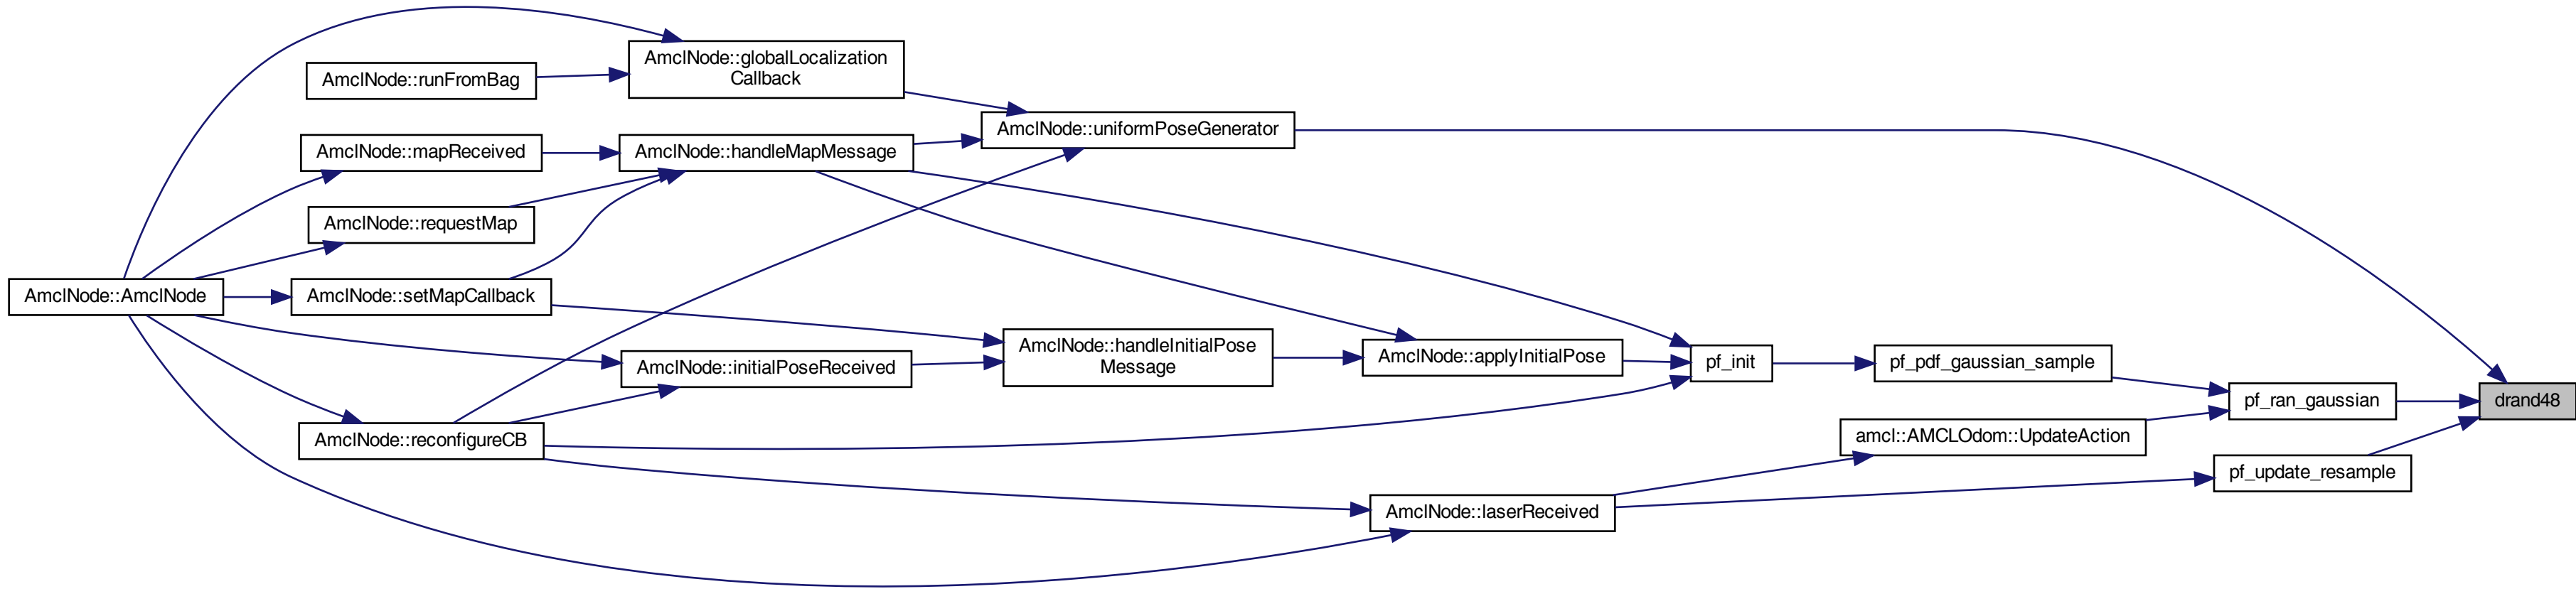 AmclNode::globalLocalization
Callback
AmclNode::runFromBag
AmclNode::uniformPoseGenerator
AmclNode::mapReceived
AmclNode::handleMapMessage
AmclNode::requestMap
AmclNode::AmclNode
AmclNode::setMapCallback
AmclNode::handleInitialPose
Message
AmclNode::initialPoseReceived
AmclNode::applyInitialPose
pf_init
pf_pdf_gaussian_sample
pf_ran_gaussian
drand48
AmclNode::reconfigureCB
amcl::AMCLOdom::UpdateAction
pf_update_resample
AmclNode::laserReceived